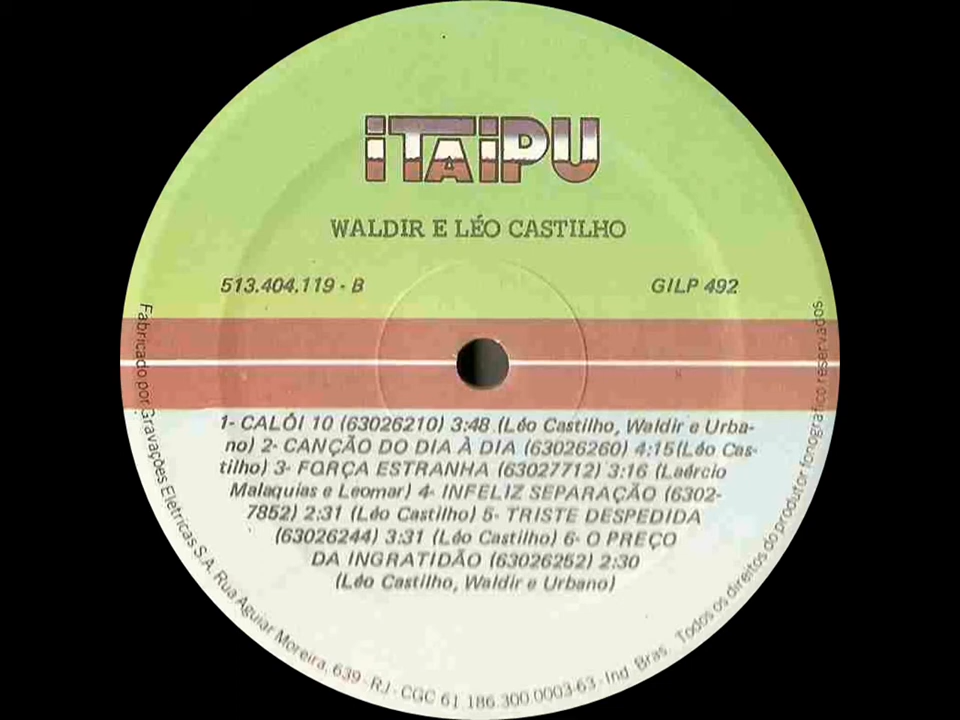 iTAiPU
WALDIR E LÉO CASTILHO
513.404.119 - B
GILP 492
1- CALÓI 10 (63026210) 3:48 (Léo Castilho, Waldir e Urba-
no) 2- CANÇÃO DO DIA À DIA (63026260) 4:15(Léo Cas-
tilho) 3- FORÇA ESTRANHA (63027712) 3:16 (Laércio
Malaquias e Leomar) 4- INFELIZ SEPARAÇÃO (6302-
7852) 2:31 (Léo Castilho) 5- TRISTE DESPEDIDA
(63026244) 3:31 (Léo Castilho) 6- O PREÇO
DA INGRATIDÃO (63026252) 2:30
(Léo Castilho, Waldir e Urbano)
Fabricado por Gravações Eletricas S.A. Rua Aguiar Moreira, 639 - RJ - CGC 61.186.300.0003-63 - Ind. Bras. Todos os direitos do produtor fonográfico reservados